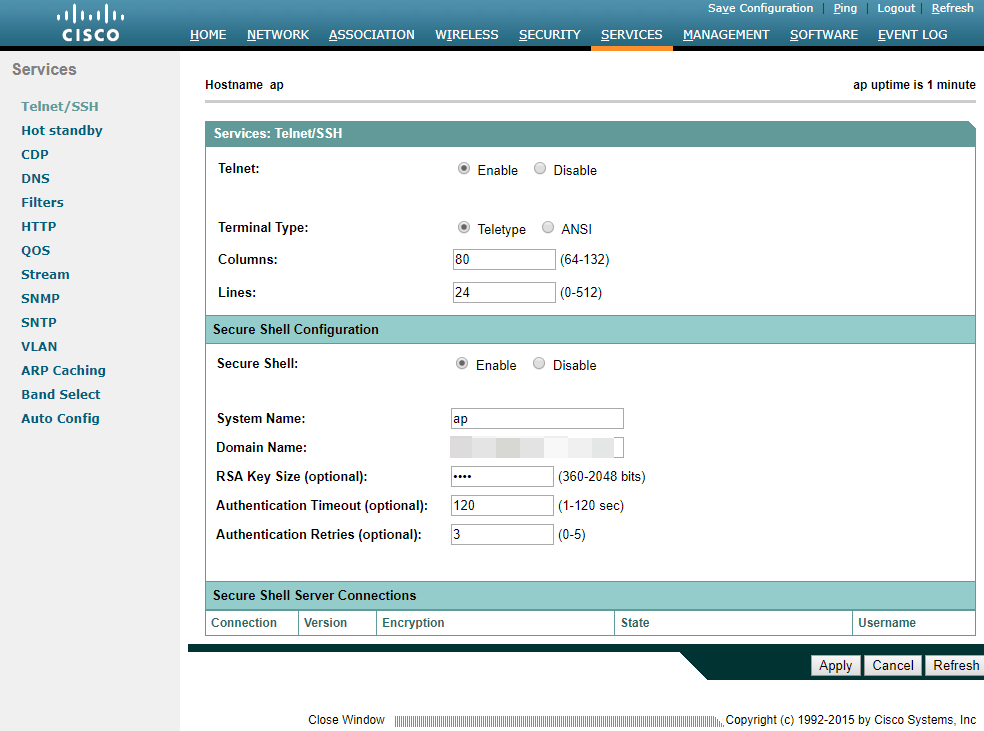 Save Configuration | Ping | Logout | Refresh
CISCO
HOME NETWORK ASSOCIATION WIRELESS SECURITY SERVICES MANAGEMENT SOFTWARE EVENT LOG
Services
Telnet/SSH
Hot standby
CDP
DNS
Filters
HTTP
QOS
Stream
SNMP
SNTP
VLAN
ARP Caching
Band Select
Auto Config
Hostname ap
ap uptime is 1 minute
Services: Telnet/SSH
Telnet: Enable Disable
Terminal Type: Teletype ANSI
Columns: 80 (64-132)
Lines: 24 (0-512)
Secure Shell Configuration
Secure Shell: Enable Disable
System Name: ap
Domain Name:
RSA Key Size (optional): •••• (360-2048 bits)
Authentication Timeout (optional): 120 (1-120 sec)
Authentication Retries (optional): 3 (0-5)
Secure Shell Server Connections
Connection Version Encryption State Username
Apply Cancel Refresh
Close Window Copyright (c) 1992-2015 by Cisco Systems, Inc